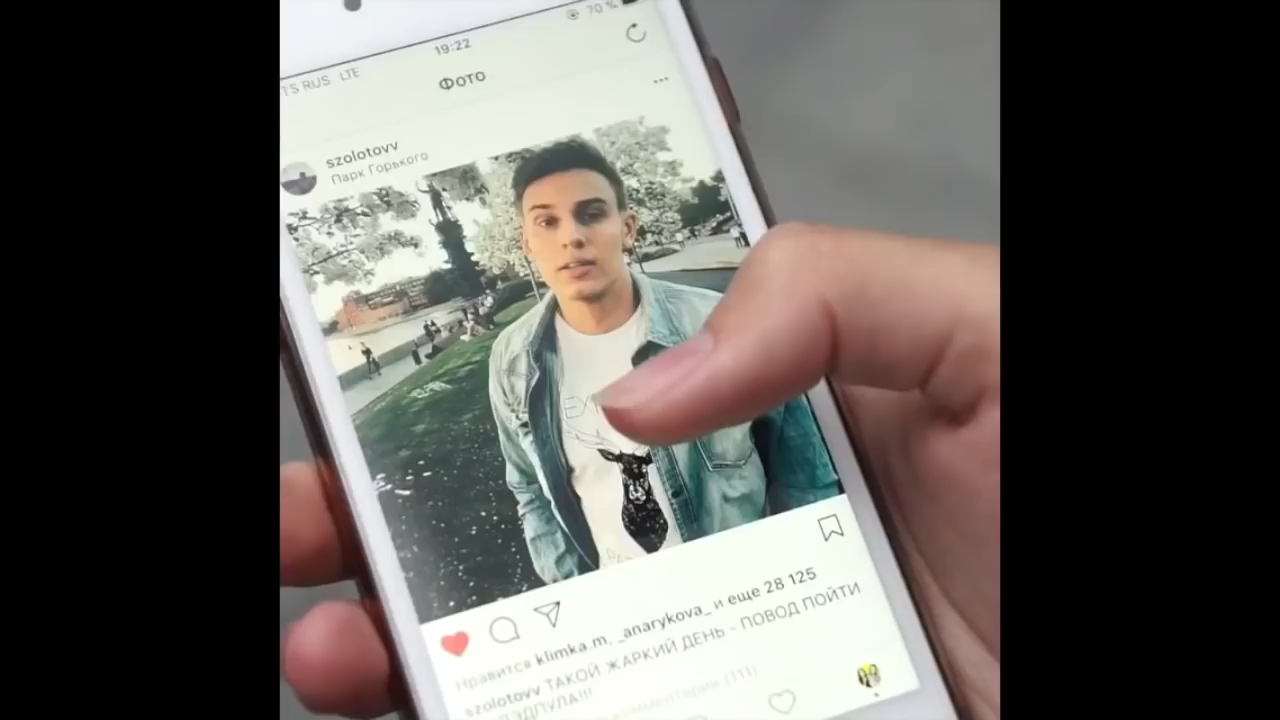 TS RUS LTE 19:22 70 %
Фото
szolotovv
Парк Горького
Нравится klimka.m, _anarykova_ и еще 28 125
szolotovv ТАКОЙ ЖАРКИЙ ДЕНЬ - ПОВОД ПОЙТИ
(111)